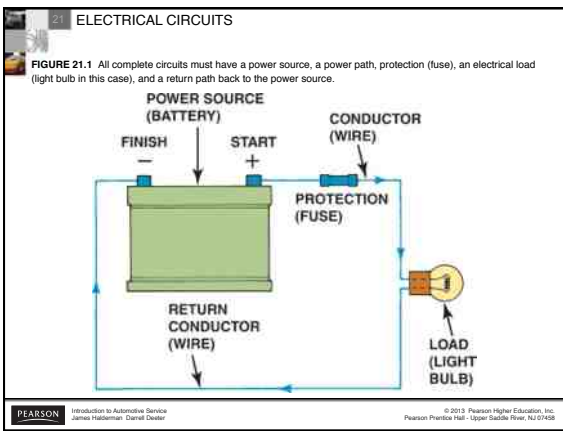 21 ELECTRICAL CIRCUITS
FIGURE 21.1 All complete circuits must have a power source, a power path, protection (fuse), an electrical load
(light bulb in this case), and a return path back to the power source.
POWER SOURCE
(BATTERY)
CONDUCTOR
(WIRE)
FINISH
START
−
+
PROTECTION
(FUSE)
RETURN
CONDUCTOR
(WIRE)
LOAD
(LIGHT
BULB)
PEARSON
Introduction to Automotive Service
James Halderman Darrell Deeter
© 2013 Pearson Higher Education, Inc.
Pearson Prentice Hall - Upper Saddle River, NJ 07458